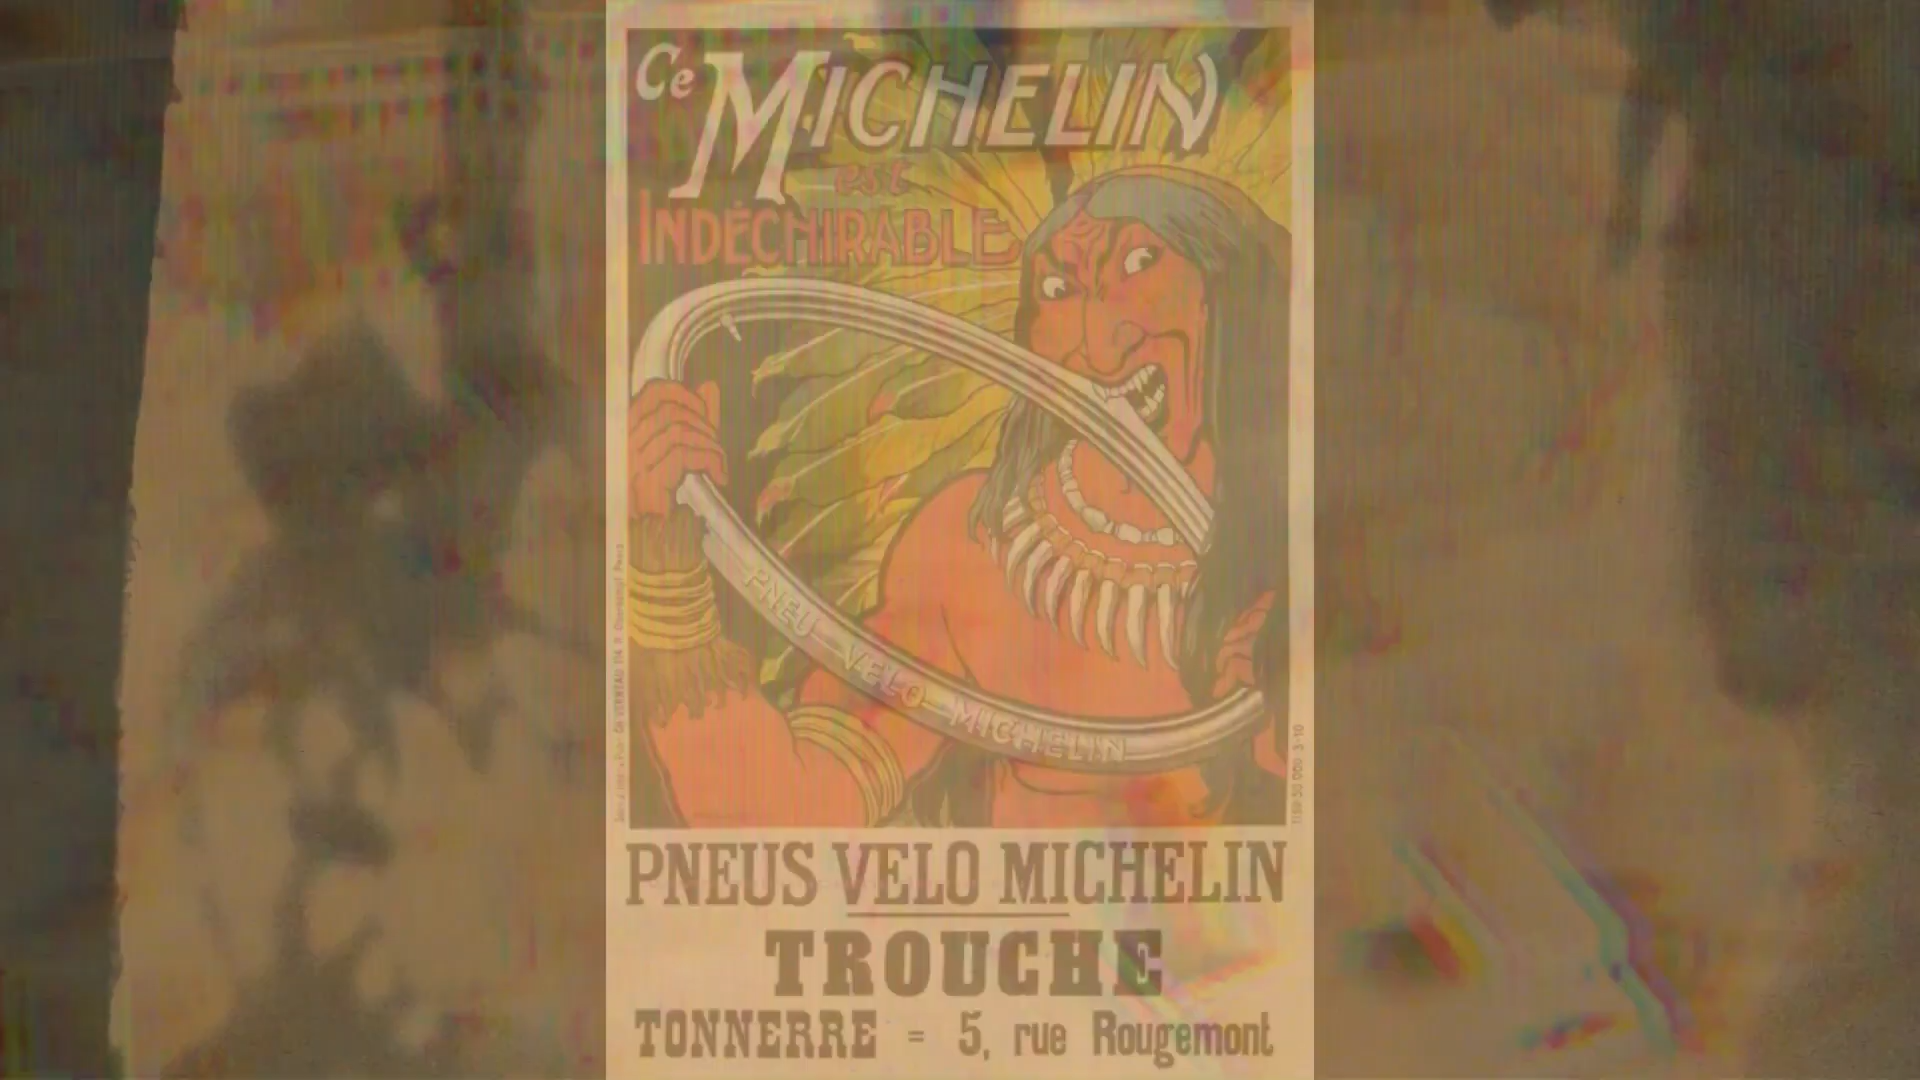 Ce MICHELIN
est
INDÉCHIRABLE
PNEU VELO MICHELIN
PNEUS VELO MICHELIN
TROUCHE
TONNERRE = 5, rue Rougemont